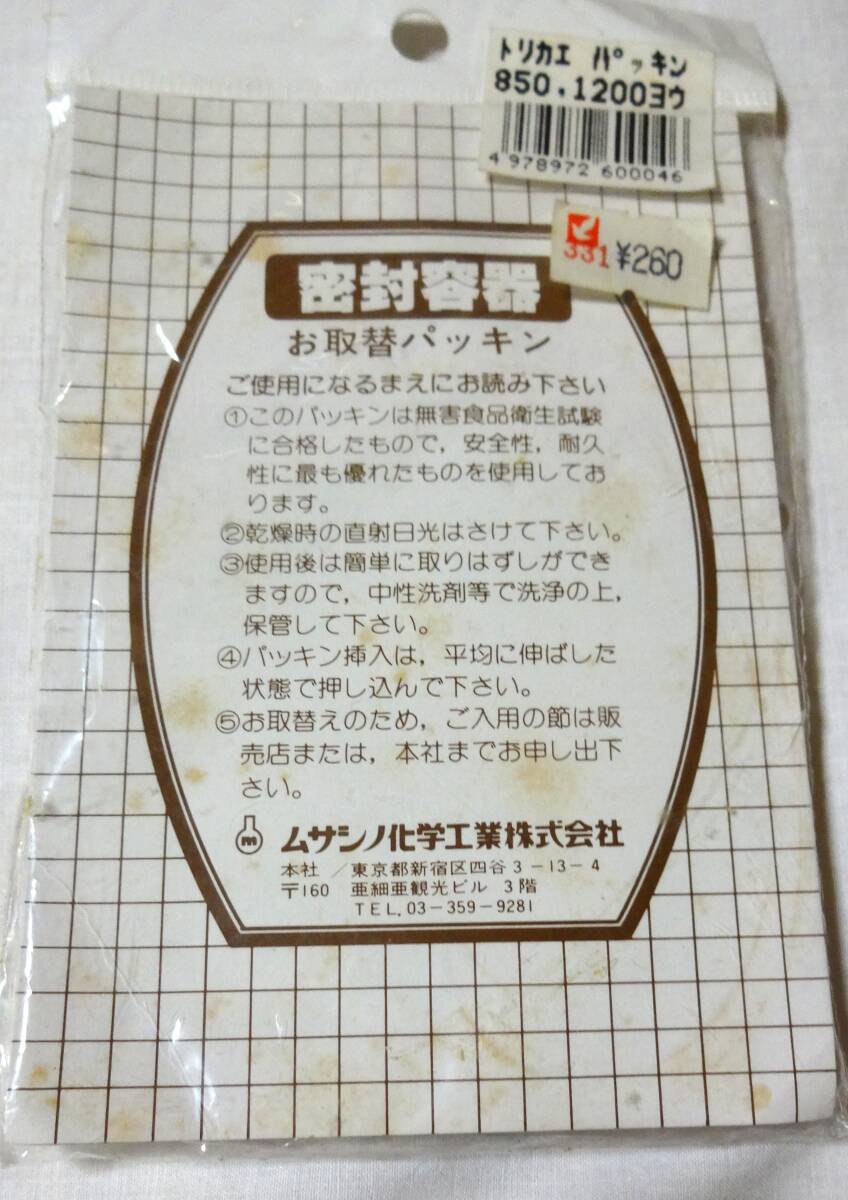 トリカエ パッキン
850.1200ヨウ
4 978972 600046
331 ¥260
密封容器
お取替パッキン
ご使用になるまえにお読み下さい
①このパッキンは無害食品衛生試験
に合格したもので，安全性，耐久
性に最も優れたものを使用してお
ります。
②乾燥時の直射日光はさけて下さい。
③使用後は簡単に取りはずしができ
ますので，中性洗剤等で洗浄の上，
保管して下さい。
④パッキン挿入は，平均に伸ばした
状態で押し込んで下さい。
⑤お取替えのため，ご入用の節は販
売店または，本社までお申し出下
さい。
m ムサシノ化学工業株式会社
本社／東京都新宿区四谷3－13－4
〒160 亜細亜観光ビル 3階
TEL.03－359－9281